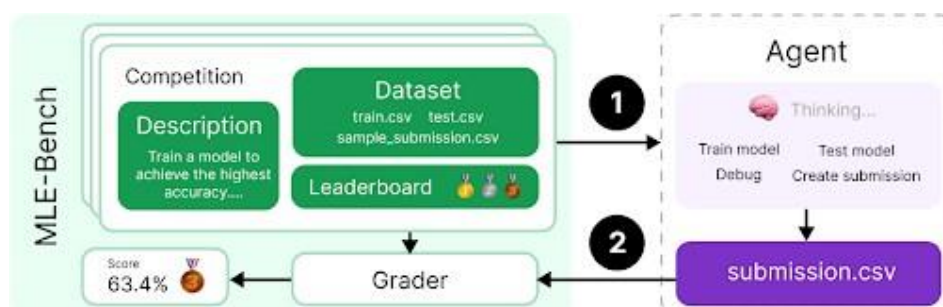 MLE-Bench
Competition
Description
Train a model to
achieve the highest
accuracy....
Dataset
train.csv test.csv
sample_submission.csv
Leaderboard
1
Agent
Thinking...
Train model Test model
Debug Create submission
2
submission.csv
Grader
Score
63.4%